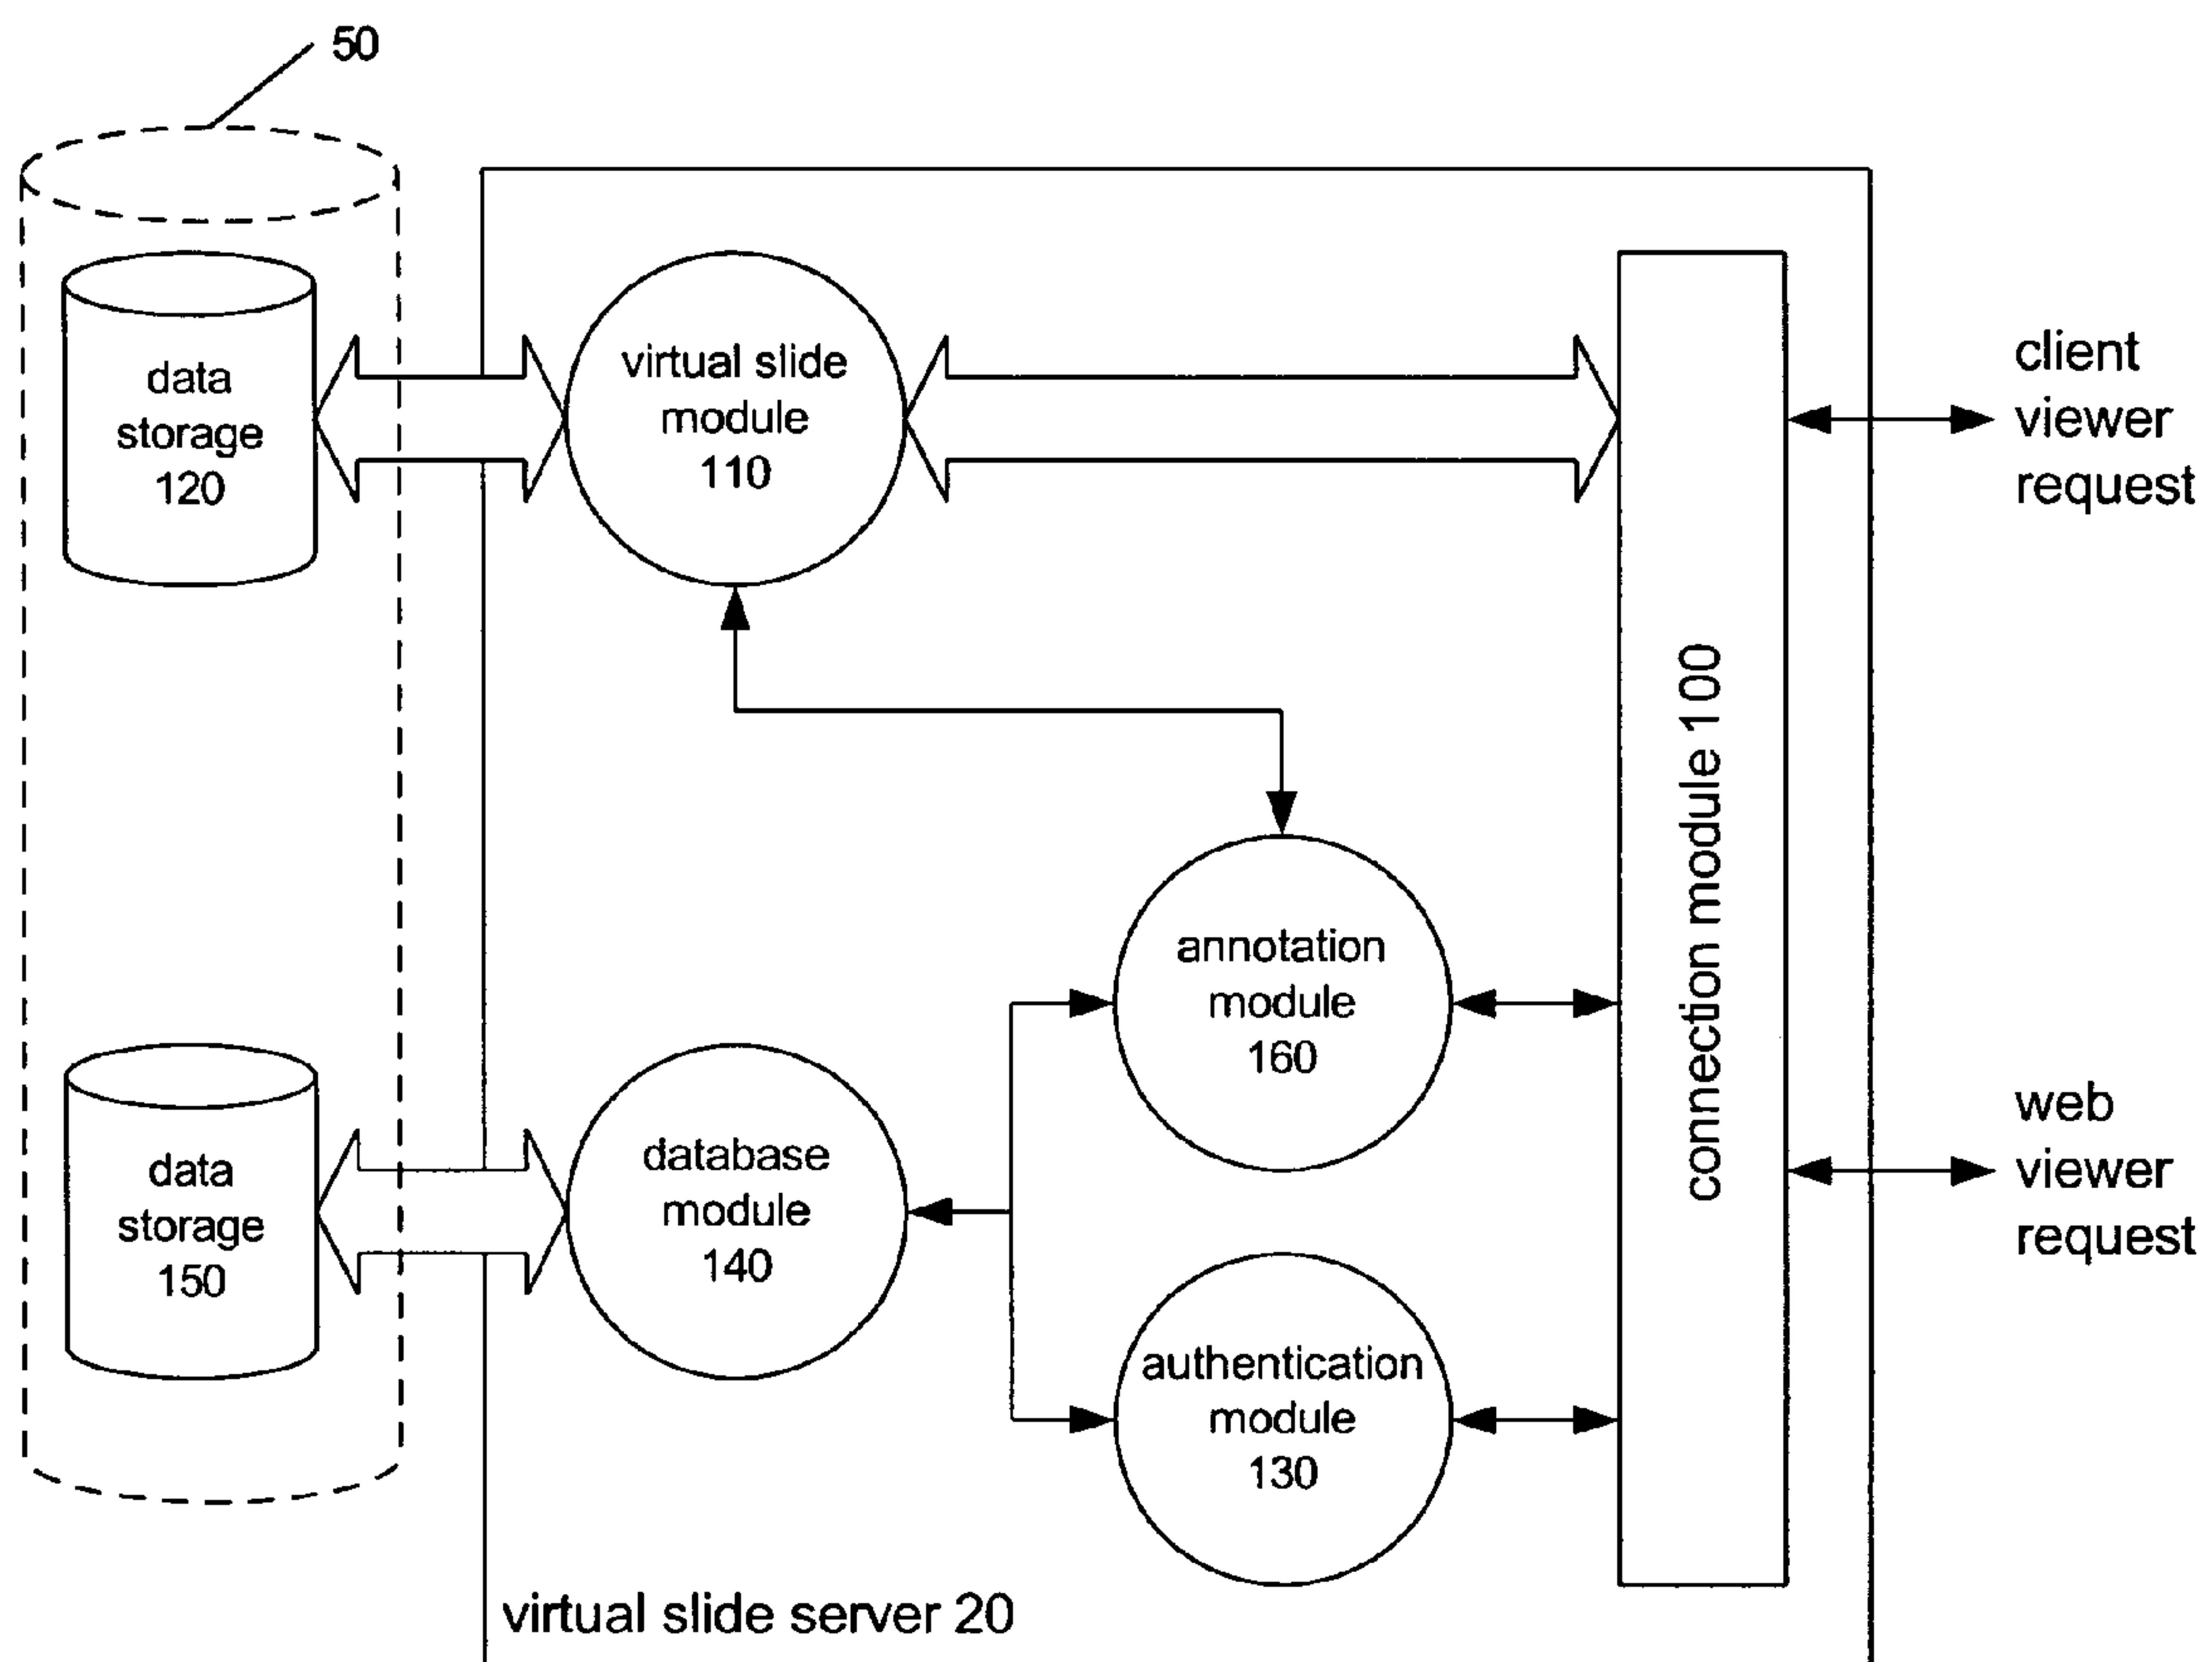 50
data
storage
120
virtual slide
module
110
client
viewer
request
connection module 100
annotation
module
160
data
storage
150
database
module
140
web
viewer
request
authentication
module
130
virtual slide server 20